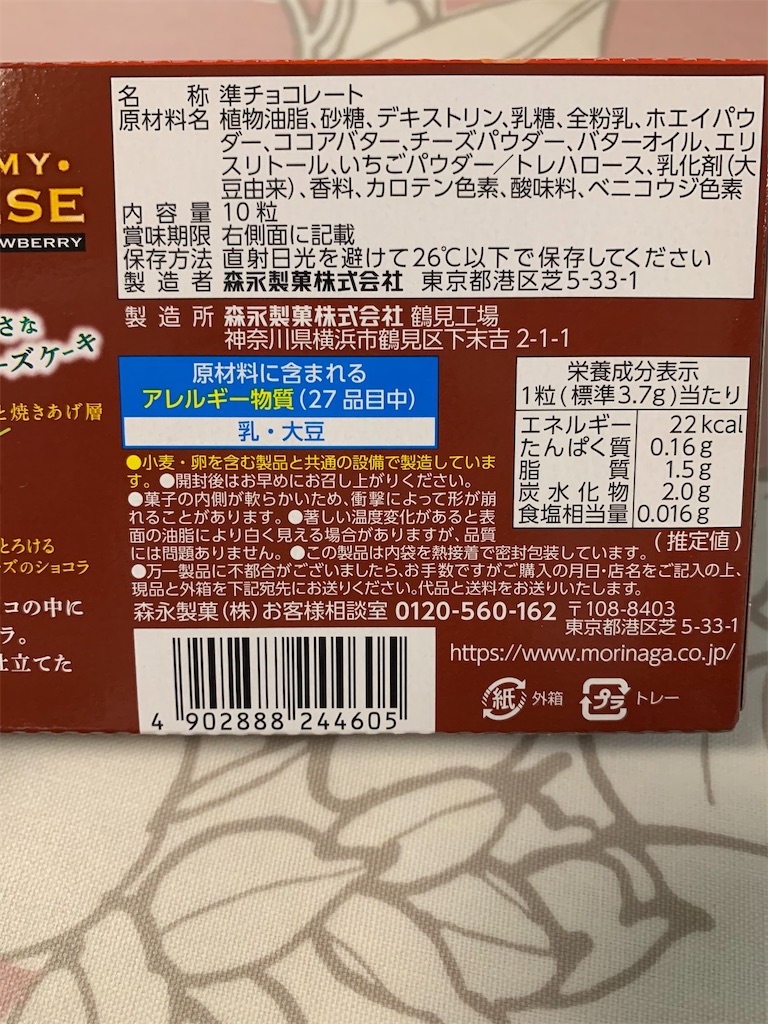 MY・
SE
WBERRY
さな
ーズケーキ
と焼きあげ層
とろける
ーズのショコラ
コの中に
ラ。
仕立てた
名称 準チョコレート
原材料名 植物油脂、砂糖、デキストリン、乳糖、全粉乳、ホエイパウ
ダー、ココアバター、チーズパウダー、バターオイル、エリ
スリトール、いちごパウダー／トレハロース、乳化剤(大
豆由来)、香料、カロテン色素、酸味料、ベニコウジ色素
内容量 10粒
賞味期限 右側面に記載
保存方法 直射日光を避けて26℃以下で保存してください
製造者 森永製菓株式会社 東京都港区芝5-33-1
製造所 森永製菓株式会社 鶴見工場
神奈川県横浜市鶴見区下末吉 2-1-1
原材料に含まれる
アレルギー物質(27品目中)
乳・大豆
栄養成分表示
1粒(標準3.7g)当たり
エネルギー 22kcal
たんぱく質 0.16g
脂質 1.5g
炭水化物 2.0g
食塩相当量 0.016g
(推定値)
●小麦・卵を含む製品と共通の設備で製造していま
す。●開封後はお早めにお召し上がりください。
●菓子の内側が軟らかいため、衝撃によって形が崩
れることがあります。●著しい温度変化があると表
面の油脂により白く見える場合がありますが、品質
には問題ありません。●この製品は内袋を熱接着で密封包装しています。
●万一製品に不都合がございましたら、お手数ですがご購入の月日・店名をご記入の上、
現品と外箱を下記宛先にお送りください。代品と送料をお送りいたします。
森永製菓(株)お客様相談室 0120-560-162 〒108-8403
東京都港区芝 5-33-1
https://www.morinaga.co.jp/
紙 外箱 プラ トレー
4 902888 244605